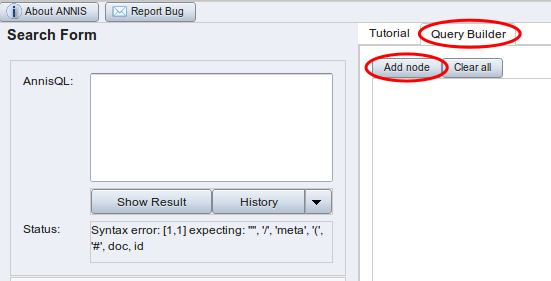 About ANNIS
Report Bug
Search Form
AnnisQL:
Show Result
History
Status:
Syntax error: [1,1] expecting: '"', '/', 'meta', '(',
'#', doc, id
Tutorial
Query Builder
Add node
Clear all